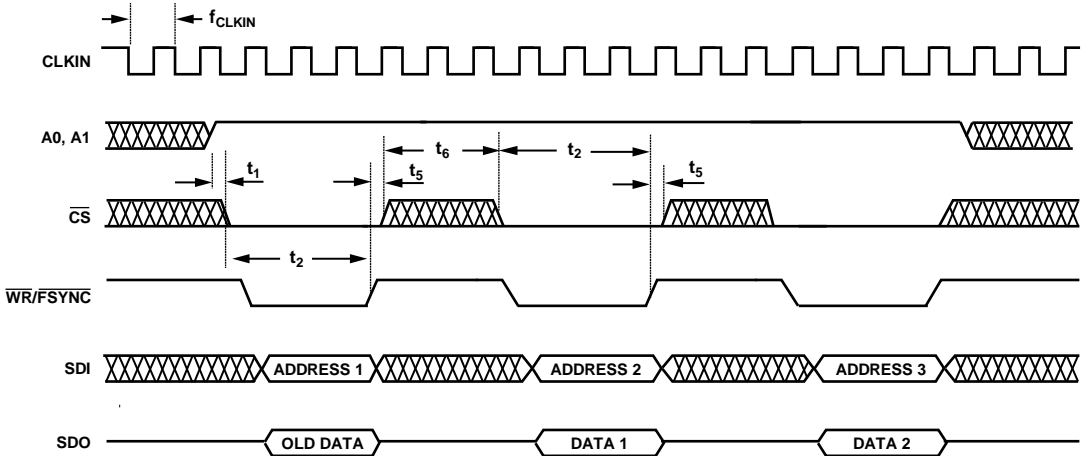 fCLKIN
CLKIN
A0, A1
t6
t2
t1
t5
t5
CS
t2
WR/FSYNC
SDI
ADDRESS 1
ADDRESS 2
ADDRESS 3
SDO
OLD DATA
DATA 1
DATA 2